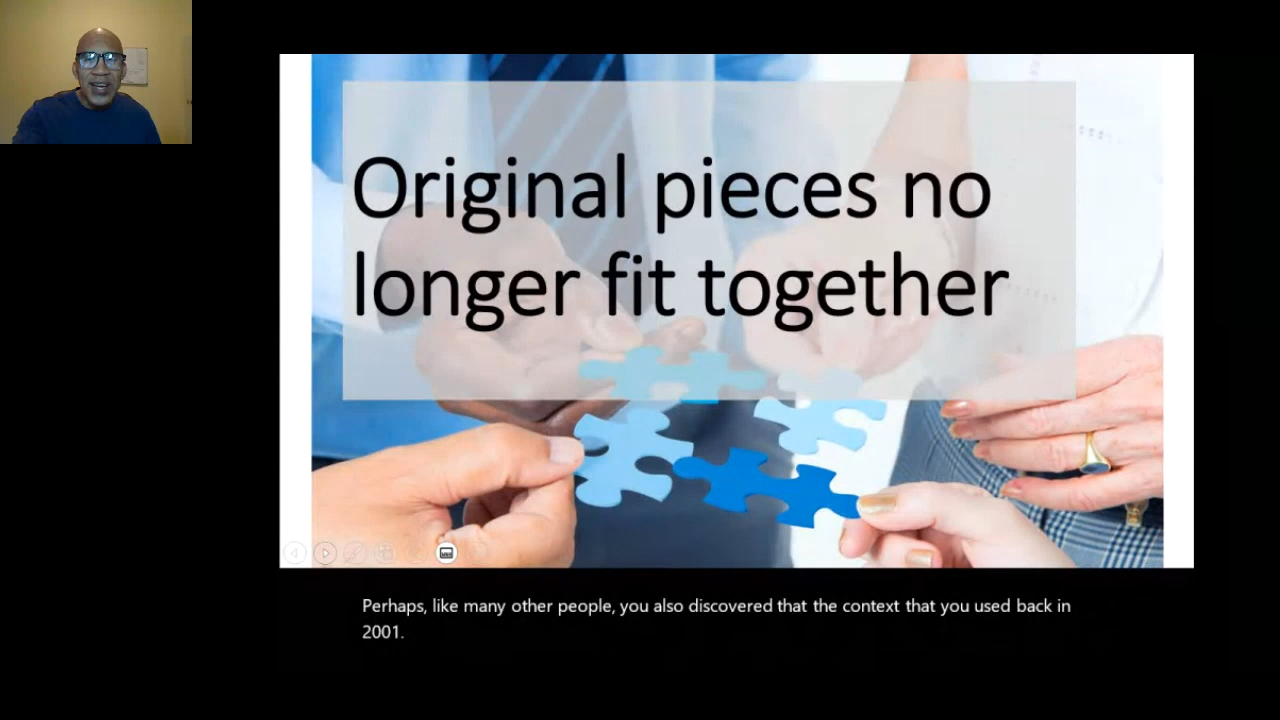 Original pieces no
longer fit together
Perhaps, like many other people, you also discovered that the context that you used back in
2001.